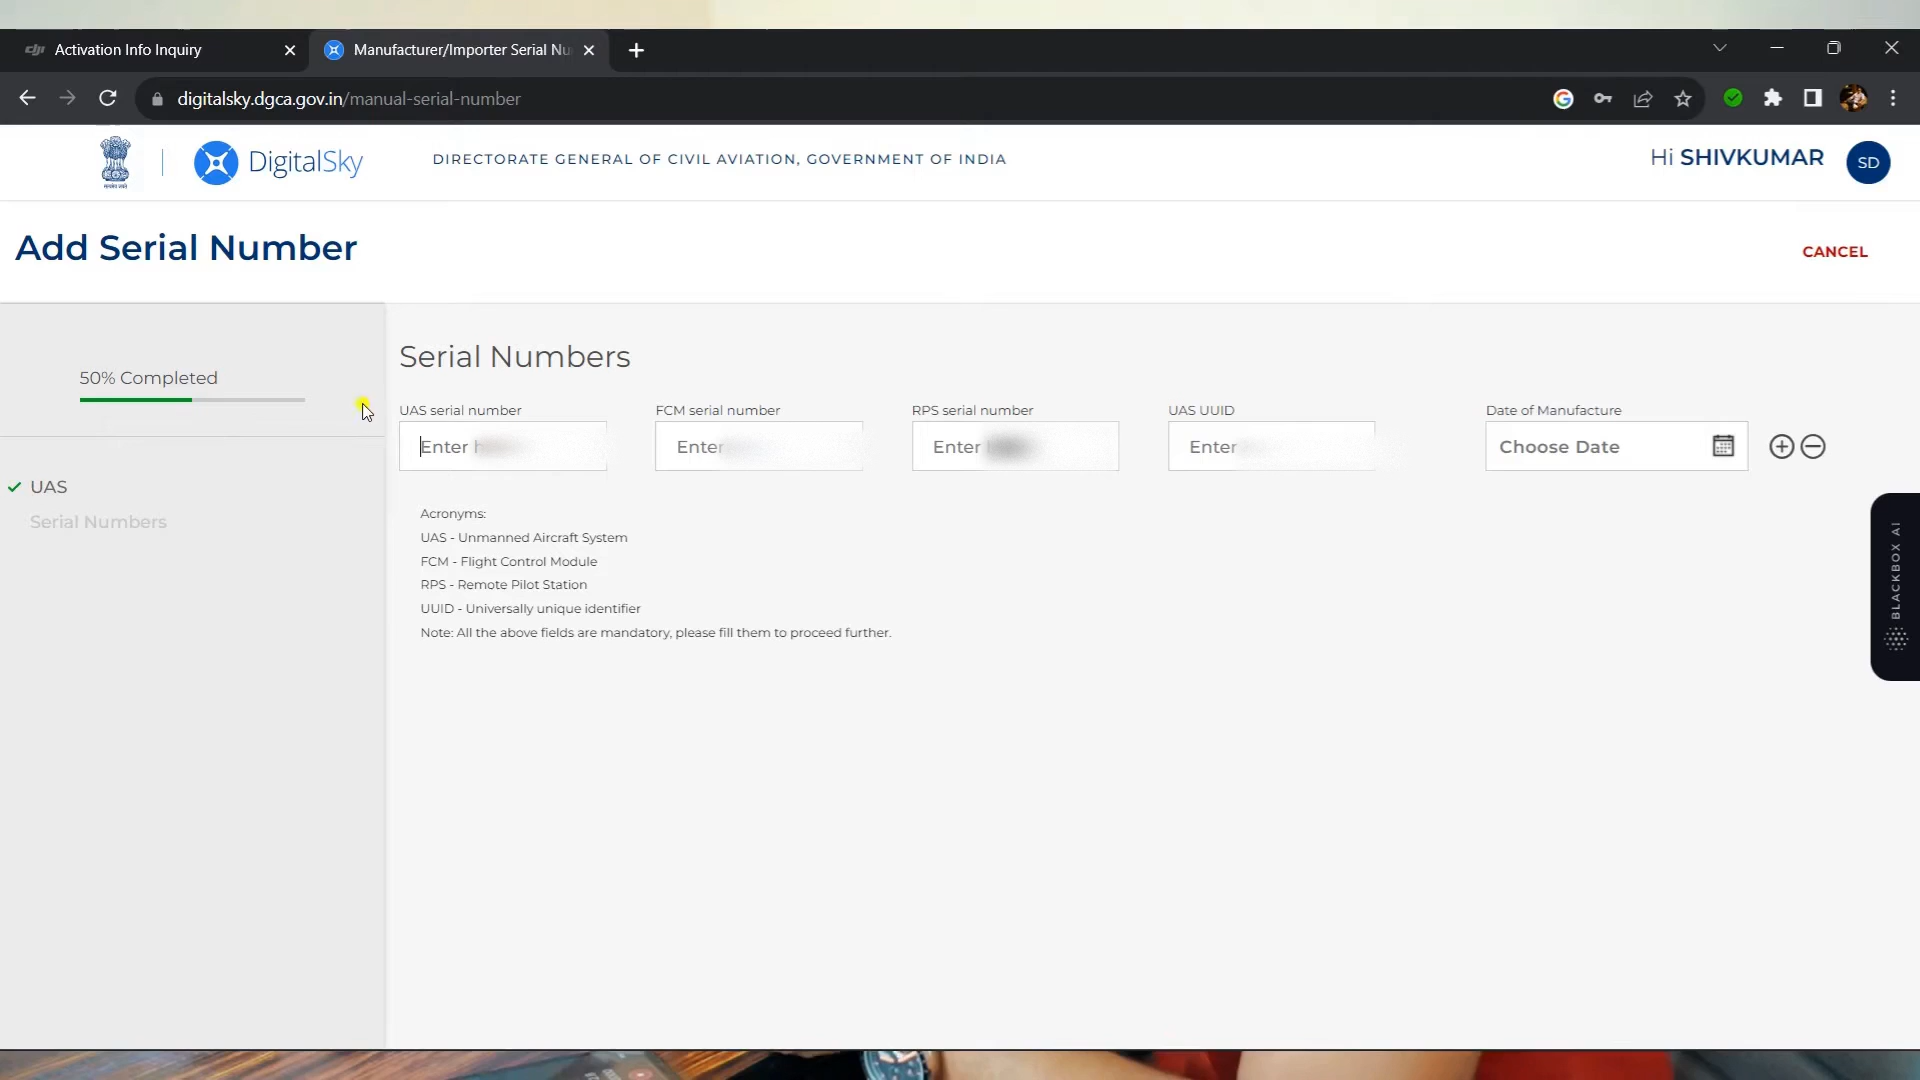 dji Activation Info Inquiry
Manufacturer/Importer Serial Nu
digitalsky.dgca.gov.in/manual-serial-number
सत्यमेव जयते
DigitalSky
DIRECTORATE GENERAL OF CIVIL AVIATION, GOVERNMENT OF INDIA
Hi SHIVKUMAR
SD
Add Serial Number
CANCEL
50% Completed
UAS
Serial Numbers
Serial Numbers
UAS serial number
FCM serial number
RPS serial number
UAS UUID
Date of Manufacture
Enter
Enter
Enter
Enter
Choose Date
Acronyms:
UAS - Unmanned Aircraft System
FCM - Flight Control Module
RPS - Remote Pilot Station
UUID - Universally unique identifier
Note: All the above fields are mandatory, please fill them to proceed further.
BLACKBOX AI